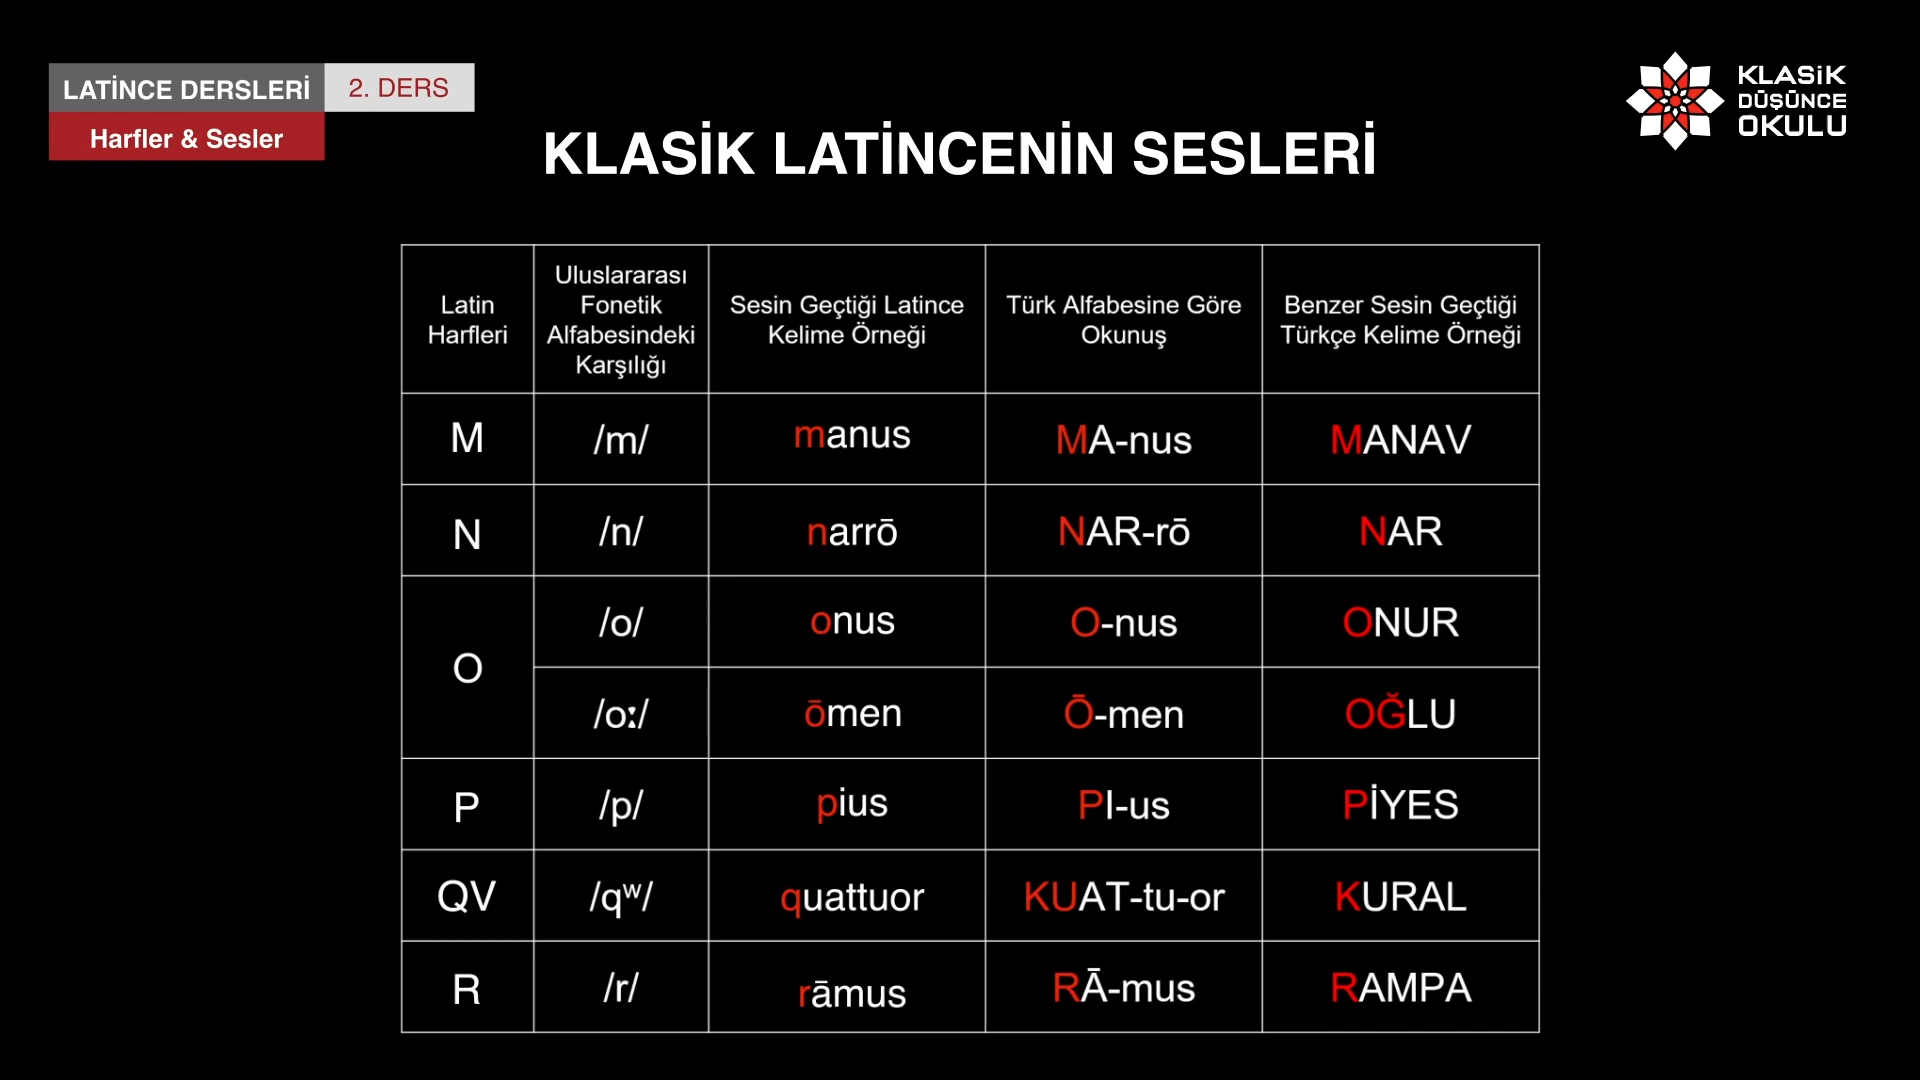 LATİNCE DERSLERİ 2. DERS
Harfler & Sesler
KLASİK
DÜŞÜNCE
OKULU
KLASİK LATİNCENİN SESLERİ
Latin
Harfleri
Uluslararası
Fonetik
Alfabesindeki
Karşılığı
Sesin Geçtiği Latince
Kelime Örneği
Türk Alfabesine Göre
Okunuş
Benzer Sesin Geçtiği
Türkçe Kelime Örneği
M /m/ manus MA-nus MANAV
N /n/ narrō NAR-rō NAR
O /o/ onus O-nus ONUR
/oː/ ōmen Ō-men OĞLU
P /p/ pius PI-us PİYES
QV /qʷ/ quattuor KUAT-tu-or KURAL
R /r/ rāmus RĀ-mus RAMPA